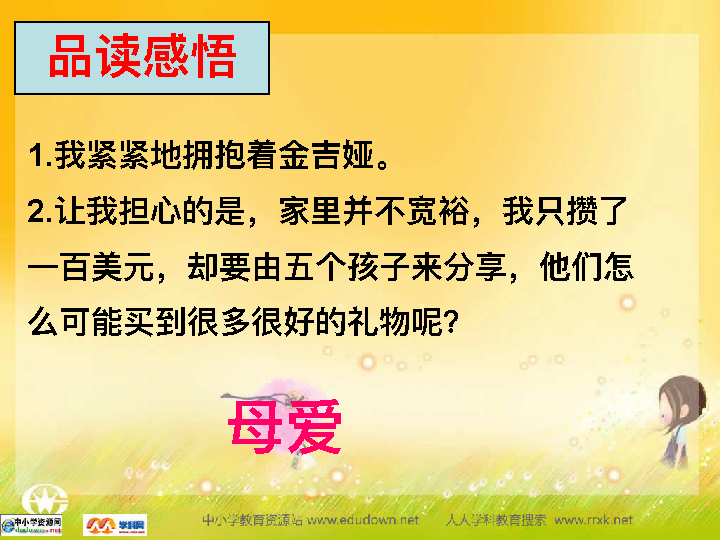 品读感悟
1.我紧紧地拥抱着金吉娅。
2.让我担心的是，家里并不宽裕，我只攒了
一百美元，却要由五个孩子来分享，他们怎
么可能买到很多很好的礼物呢?
母爱
中小学资源网
学科网
中小学教育资源站 www.edudown.net 人人学科教育搜索 www.rrxk.net